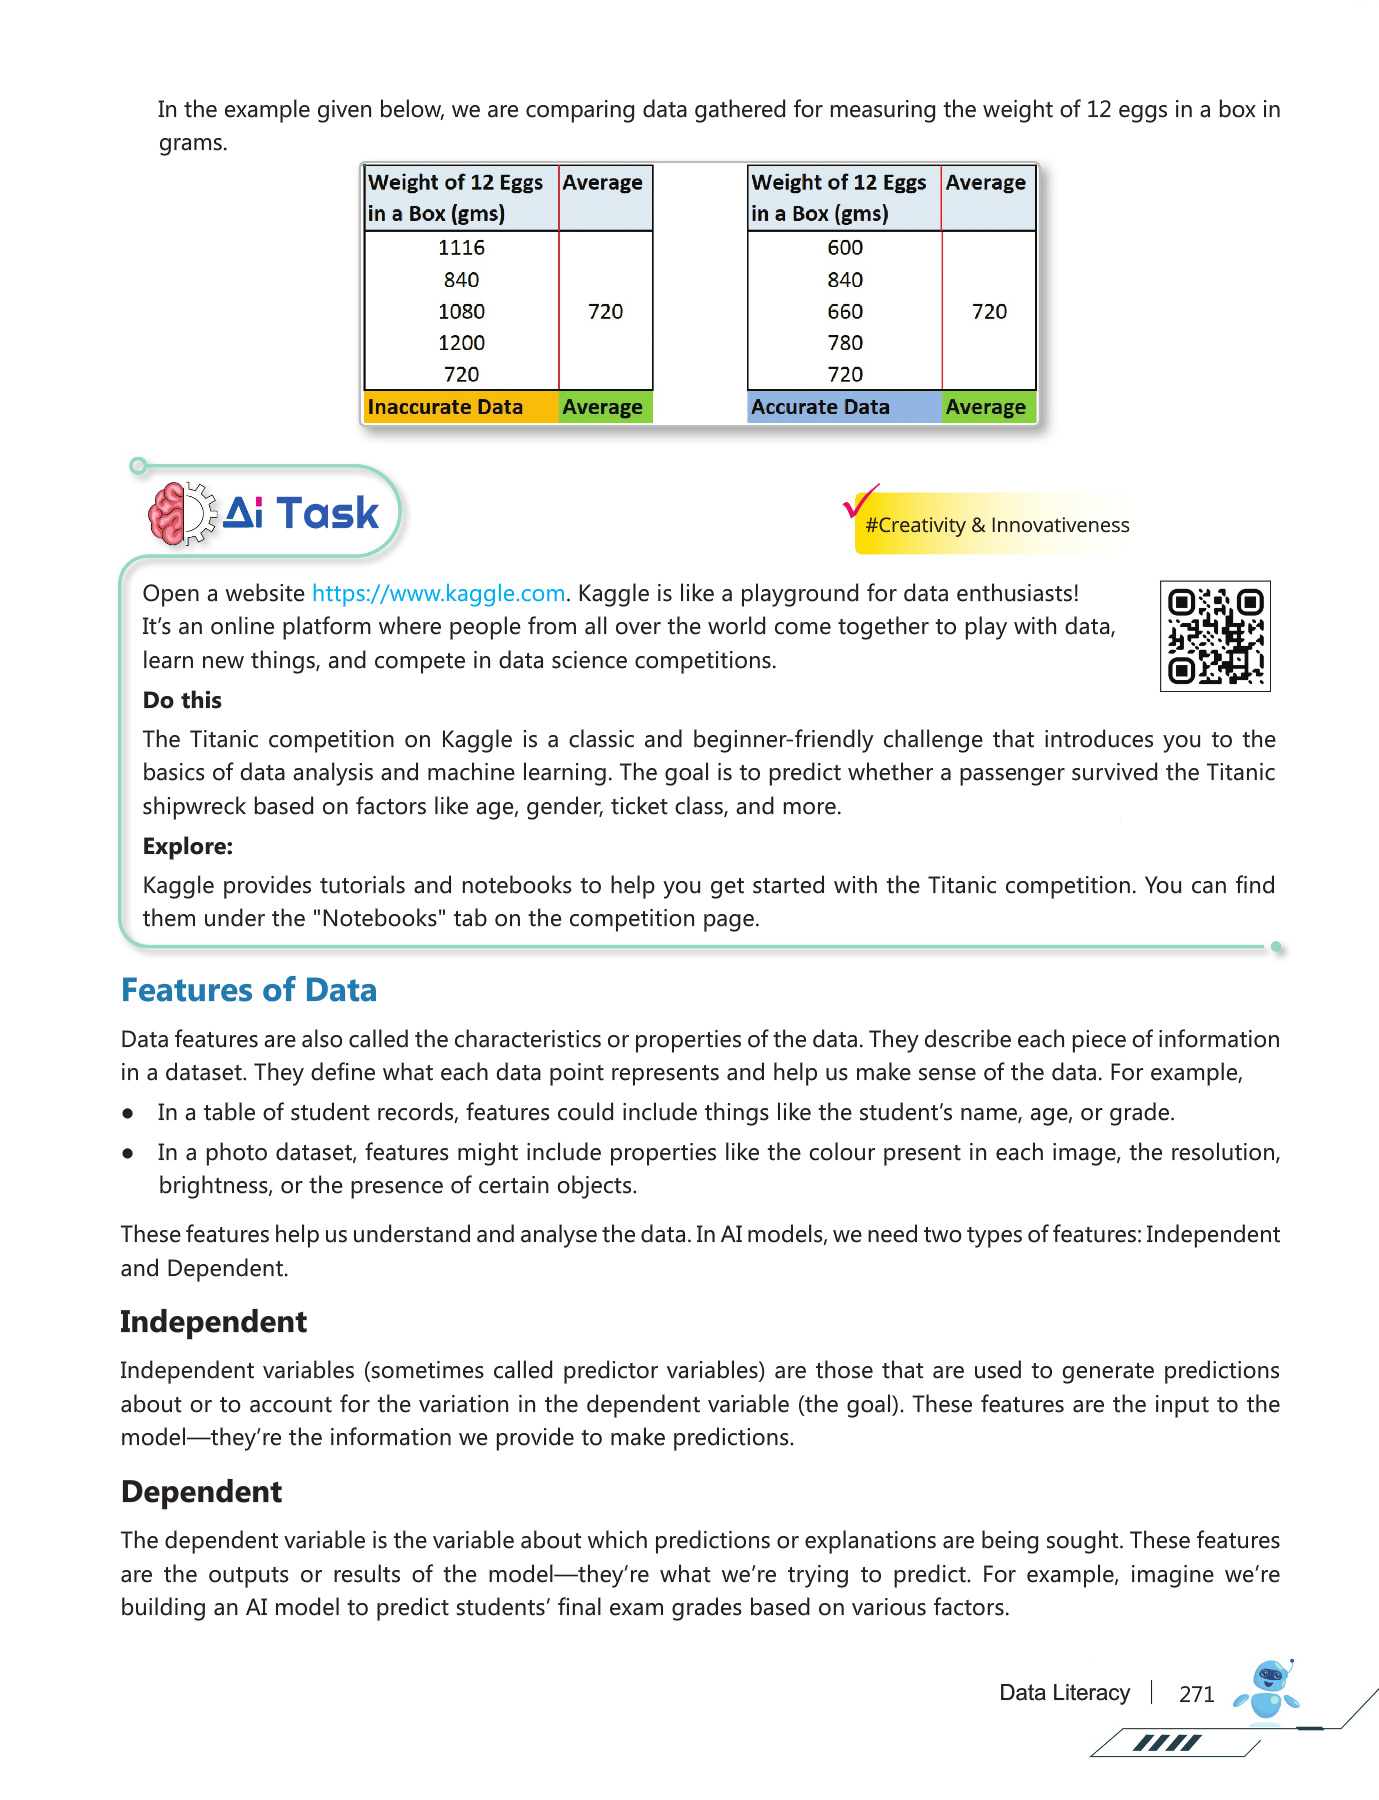 In the example given below, we are comparing data gathered for measuring the weight of 12 eggs in a box in
grams.
Weight of 12 Eggs in a Box (gms) Average
1116
840
1080 720
1200
720
Inaccurate Data Average
Weight of 12 Eggs in a Box (gms) Average
600
840
660 720
780
720
Accurate Data Average
Ai Task
#Creativity & Innovativeness
Open a website https://www.kaggle.com. Kaggle is like a playground for data enthusiasts!
It’s an online platform where people from all over the world come together to play with data,
learn new things, and compete in data science competitions.
Do this
The Titanic competition on Kaggle is a classic and beginner-friendly challenge that introduces you to the
basics of data analysis and machine learning. The goal is to predict whether a passenger survived the Titanic
shipwreck based on factors like age, gender, ticket class, and more.
Explore:
Kaggle provides tutorials and notebooks to help you get started with the Titanic competition. You can find
them under the "Notebooks" tab on the competition page.
Features of Data
Data features are also called the characteristics or properties of the data. They describe each piece of information
in a dataset. They define what each data point represents and help us make sense of the data. For example,
● In a table of student records, features could include things like the student’s name, age, or grade.
● In a photo dataset, features might include properties like the colour present in each image, the resolution,
brightness, or the presence of certain objects.
These features help us understand and analyse the data. In AI models, we need two types of features: Independent
and Dependent.
Independent
Independent variables (sometimes called predictor variables) are those that are used to generate predictions
about or to account for the variation in the dependent variable (the goal). These features are the input to the
model—they’re the information we provide to make predictions.
Dependent
The dependent variable is the variable about which predictions or explanations are being sought. These features
are the outputs or results of the model—they’re what we’re trying to predict. For example, imagine we’re
building an AI model to predict students’ final exam grades based on various factors.
Data Literacy 271